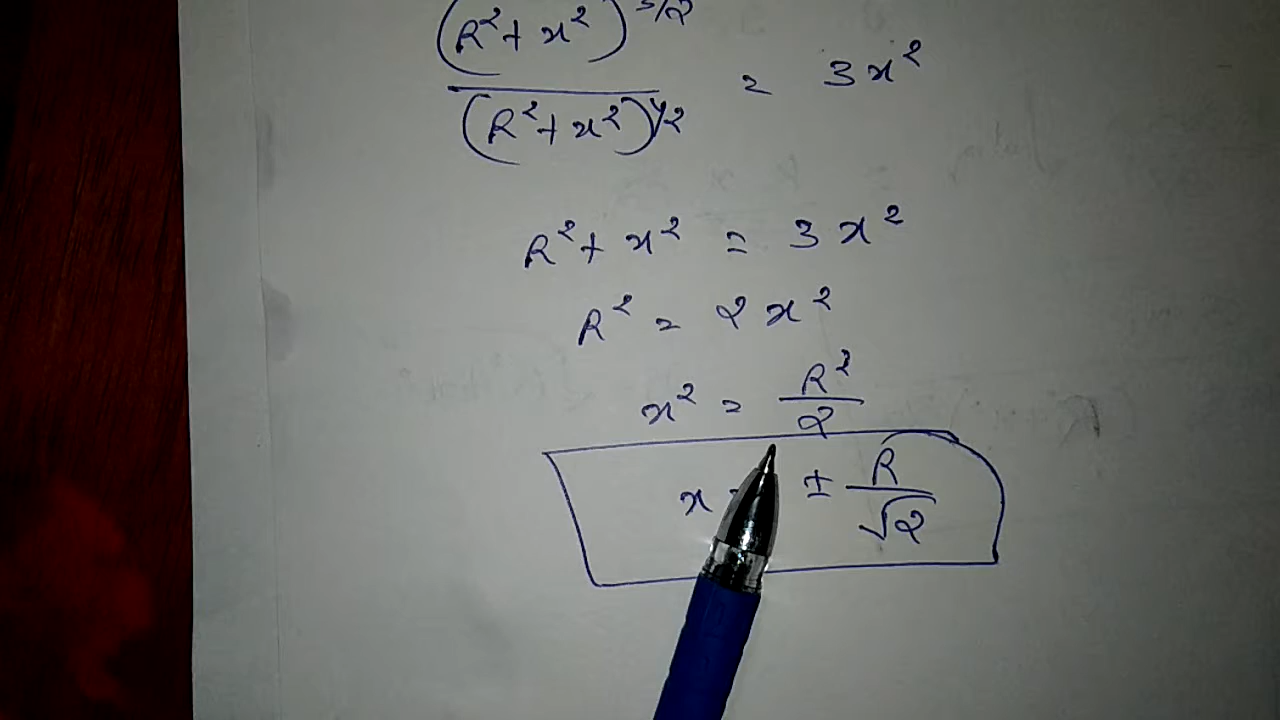 (R²+x²)^3/2 / (R²+x²)^1/2 = 3x²
R²+x² = 3x²
R² = 2x²
x² = R²/2
x = ± R/√2